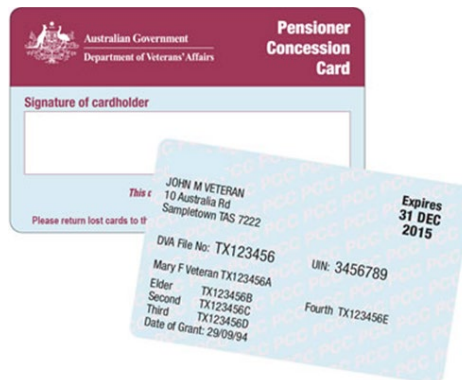 Australian Government
Department of Veterans' Affairs
Pensioner
Concession
Card
Signature of cardholder
This
Please return lost cards to
JOHN M VETERAN
10 Australia Rd
Sampletown TAS 7222
Expires
31 DEC
2015
DVA File No: TX123456
UIN: 3456789
Mary F Veteran TX123456A
Elder TX123456B
Second TX123456C
Third TX123456D
Fourth TX123456E
Date of Grant: 29/09/94